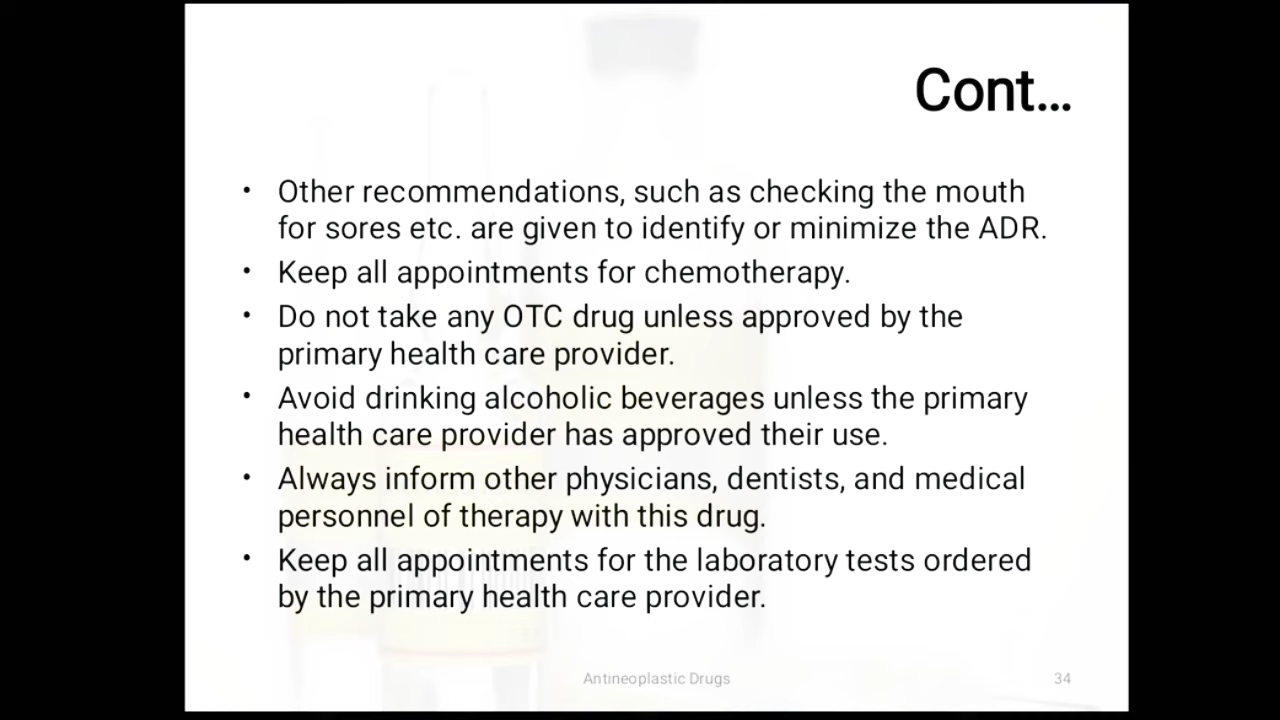 Cont...
• Other recommendations, such as checking the mouth
for sores etc. are given to identify or minimize the ADR.
• Keep all appointments for chemotherapy.
• Do not take any OTC drug unless approved by the
primary health care provider.
• Avoid drinking alcoholic beverages unless the primary
health care provider has approved their use.
• Always inform other physicians, dentists, and medical
personnel of therapy with this drug.
• Keep all appointments for the laboratory tests ordered
by the primary health care provider.
Antineoplastic Drugs
34